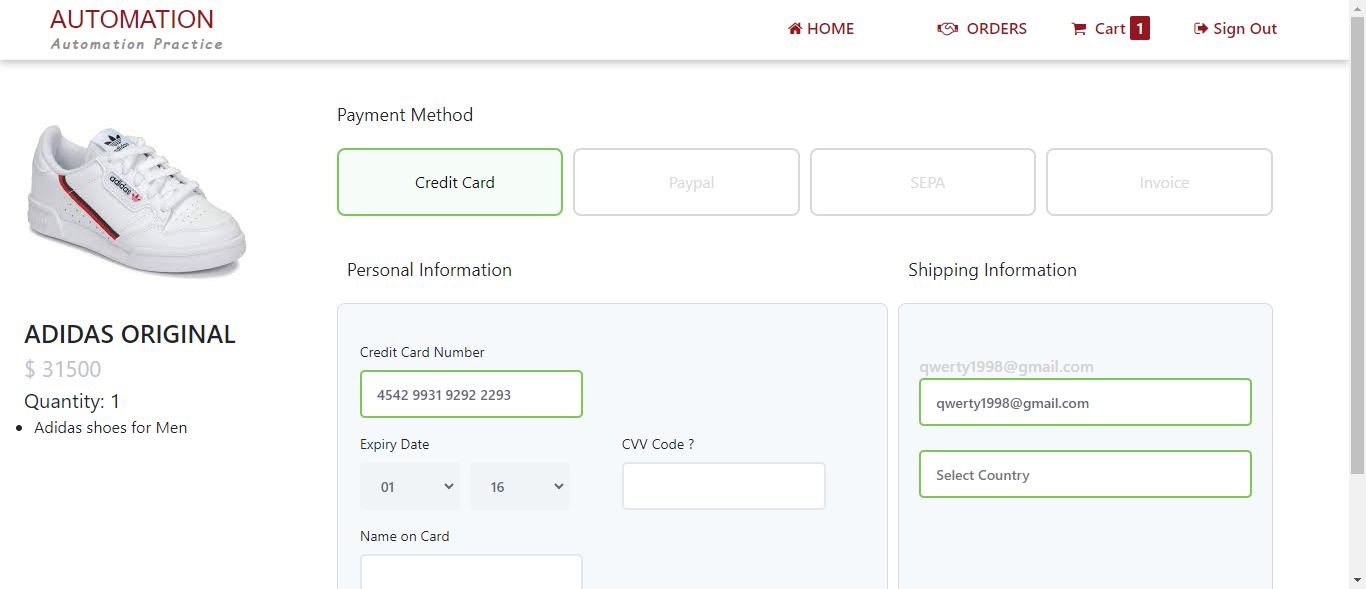 AUTOMATION
Automation Practice
HOME
ORDERS
Cart 1
Sign Out
Payment Method
Credit Card
Paypal
SEPA
Invoice
adidas
ADIDAS ORIGINAL
$ 31500
Quantity: 1
Adidas shoes for Men
Personal Information
Credit Card Number
4542 9931 9292 2293
Expiry Date
01
16
CVV Code ?
Name on Card
Shipping Information
qwerty1998@gmail.com
qwerty1998@gmail.com
Select Country